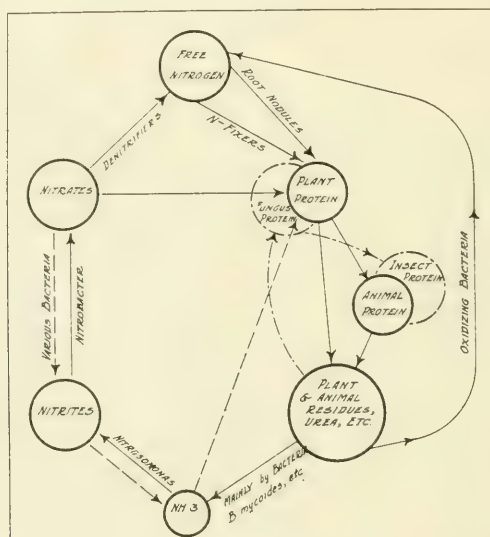 FREE
NITROGEN
ROOT NODULES
N-FIXERS
DENITRIFIERS
NITRATES
PLANT
PROTEIN
FUNGUS
PROTEIN
INSECT
PROTEIN
ANIMAL
PROTEIN
OXIDIZING BACTERIA
VARIOUS BACTERIA
NITROBACTER
NITRITES
PLANT
& ANIMAL
RESIDUES,
UREA, ETC.
NITROSOMONAS
NH 3
MAINLY BY BACTERIA
B mycoides, etc